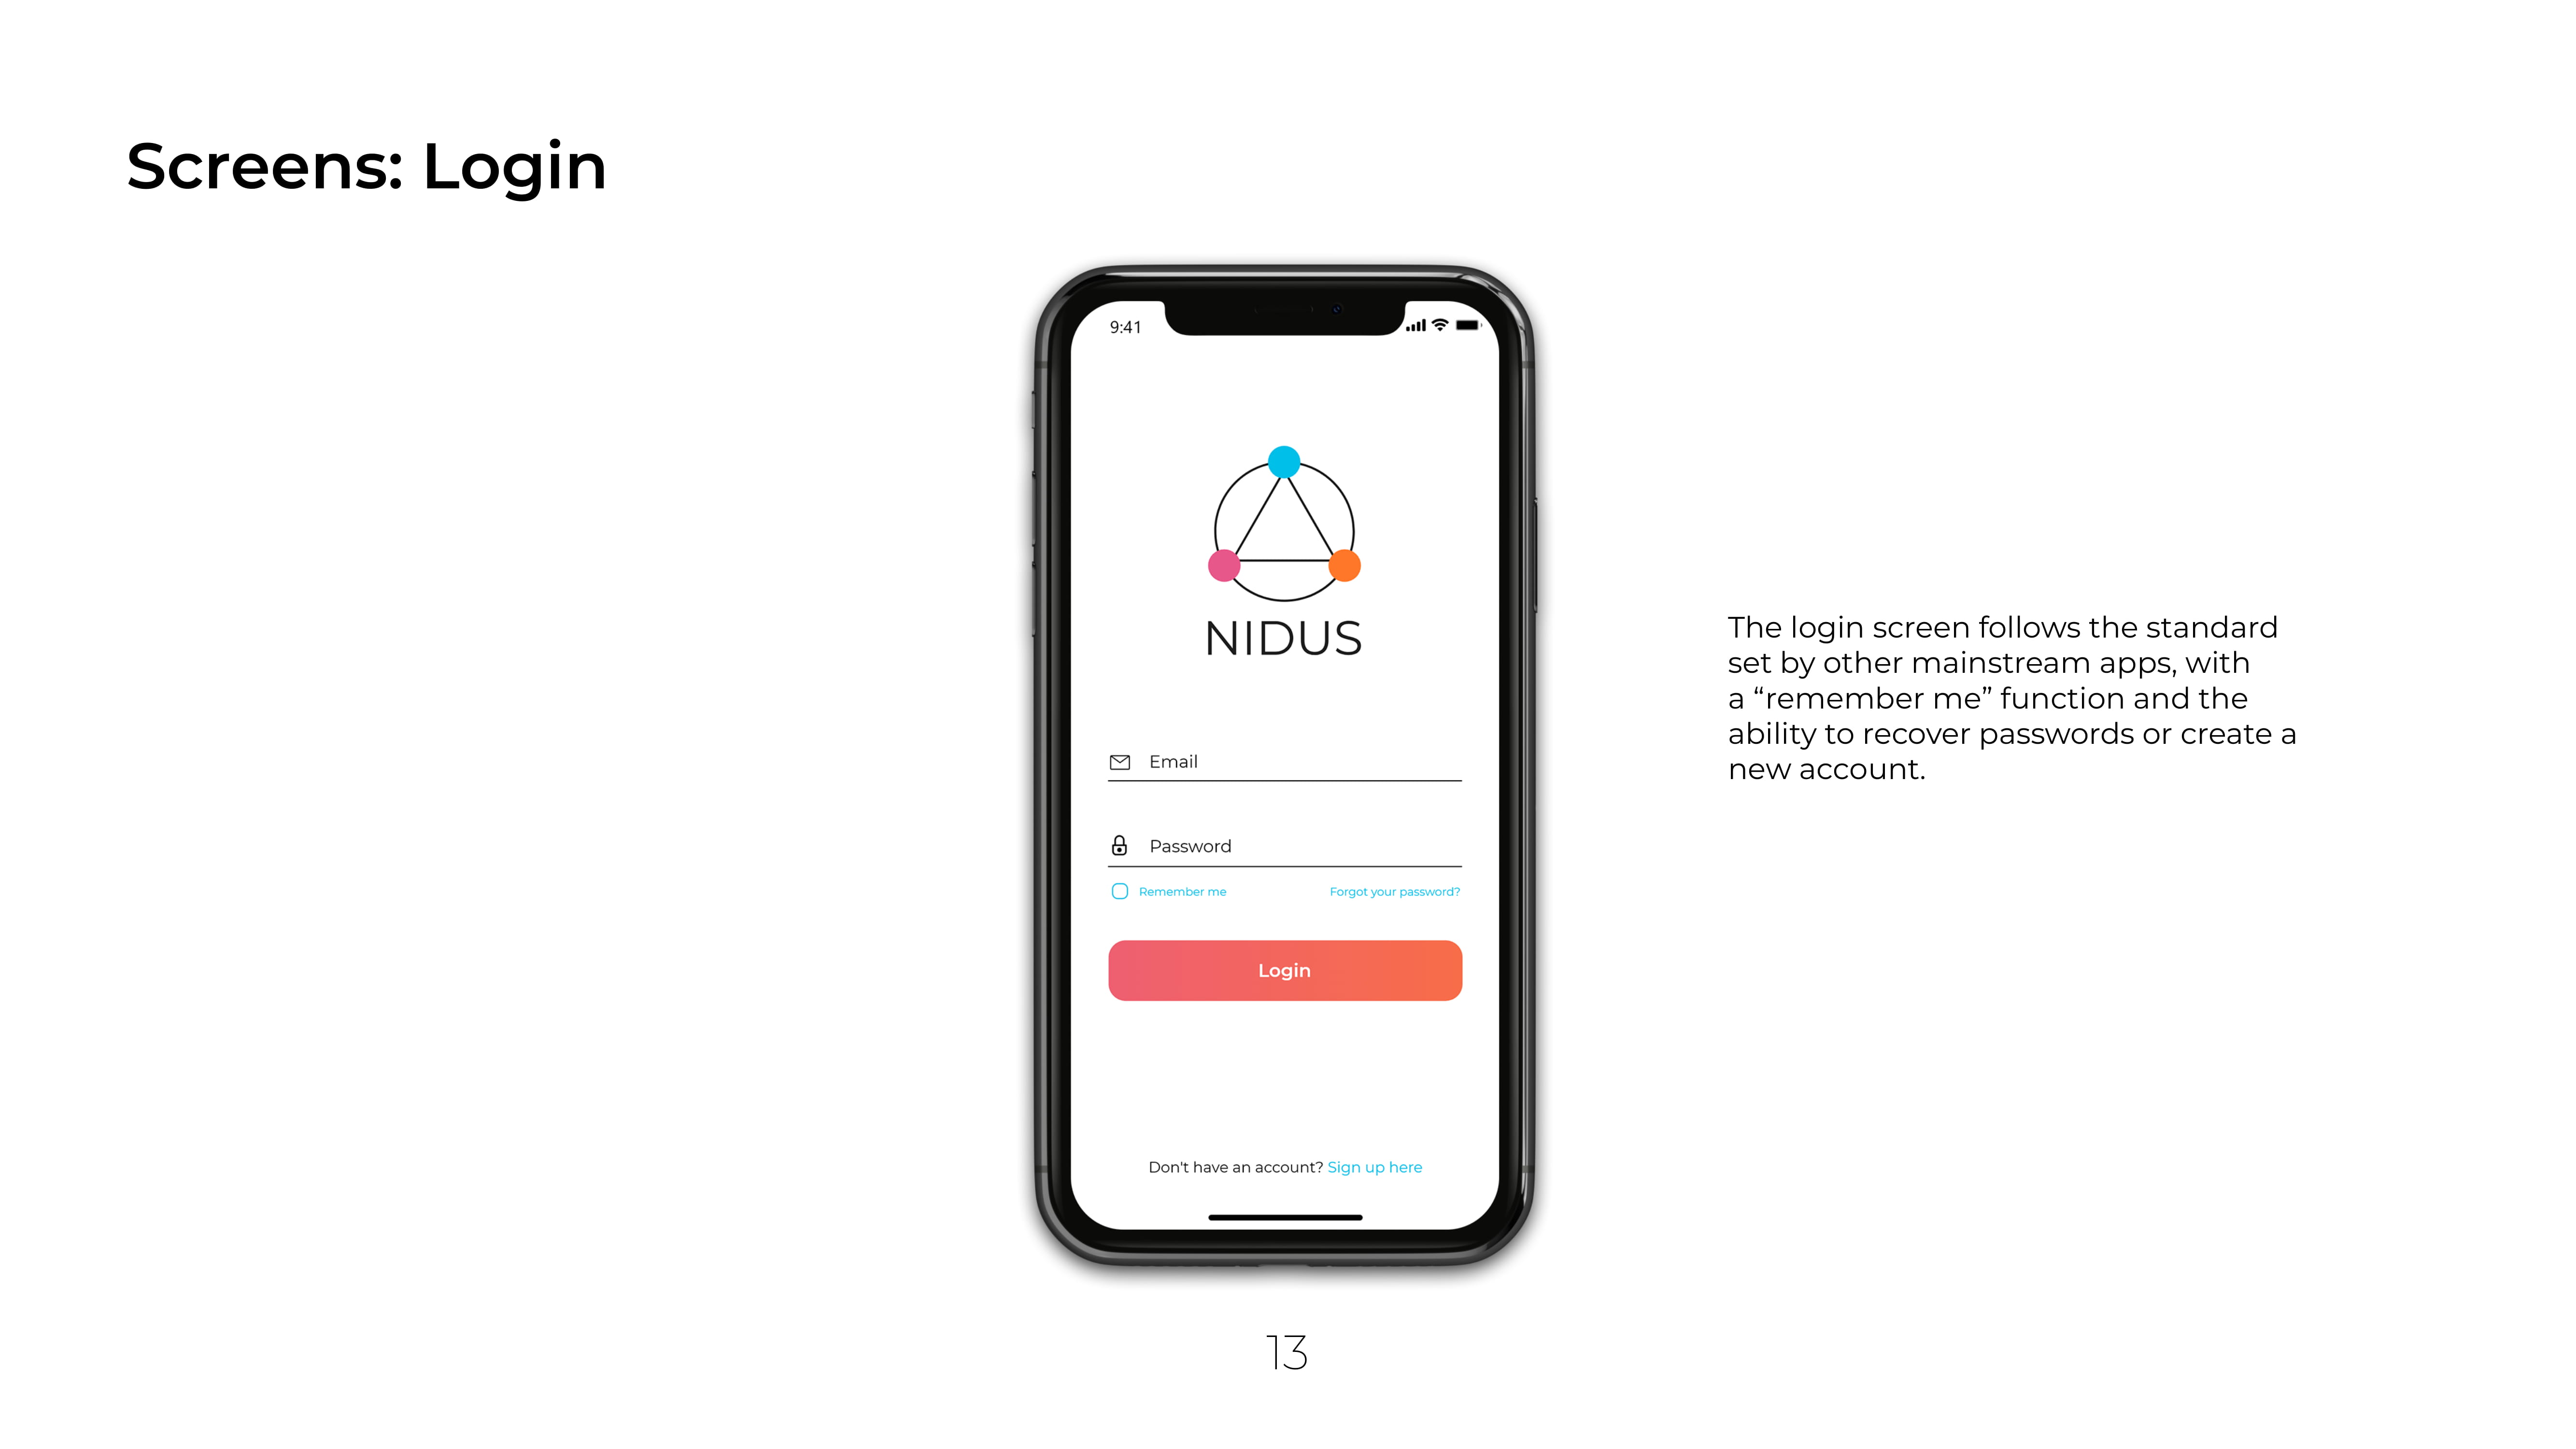 Screens: Login
9:41
NIDUS
Email
Password
Remember me Forgot your password?
Login
Don't have an account? Sign up here
The login screen follows the standard
set by other mainstream apps, with
a “remember me” function and the
ability to recover passwords or create a
new account.
13